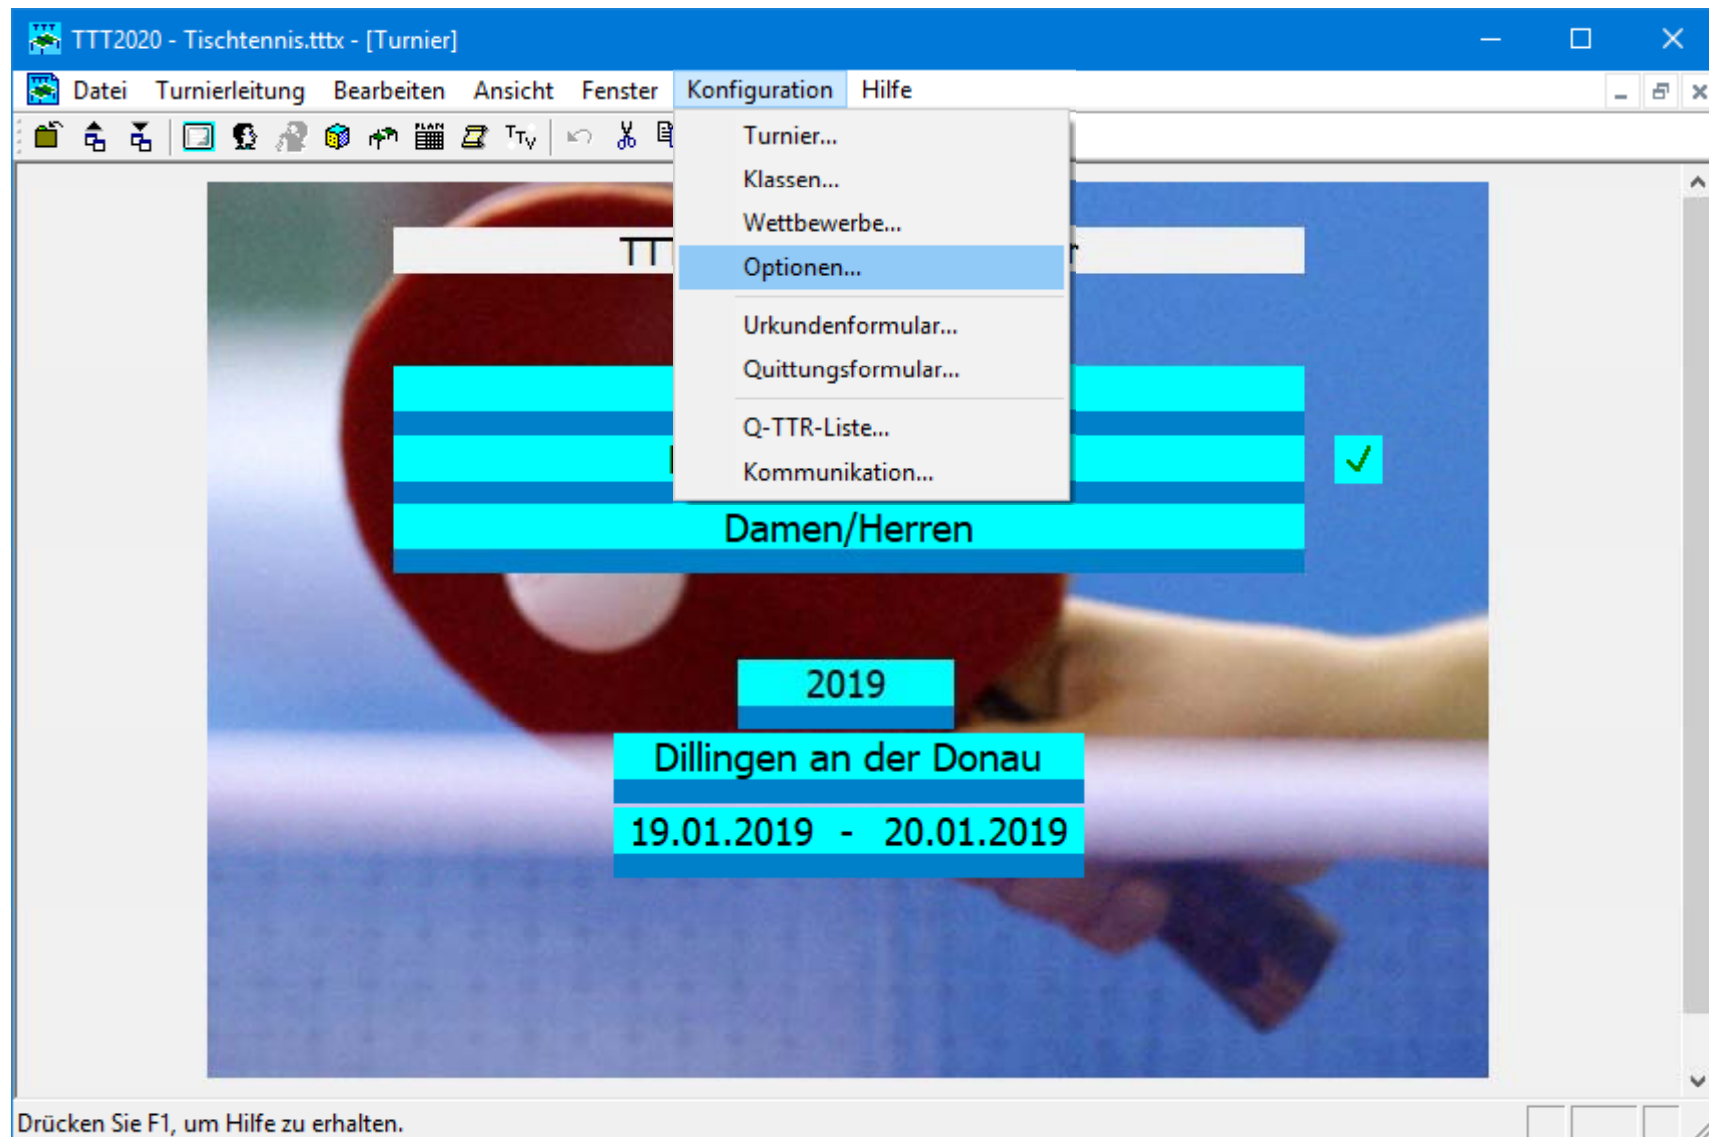 TTT2020 - Tischtennis.tttx - [Turnier]
Datei Turnierleitung Bearbeiten Ansicht Fenster Konfiguration Hilfe
PLAN
TTV
Turnier...
Klassen...
Wettbewerbe...
Optionen...
Urkundenformular...
Quittungsformular...
Q-TTR-Liste...
Kommunikation...
Damen/Herren
2019
Dillingen an der Donau
19.01.2019 - 20.01.2019
Drücken Sie F1, um Hilfe zu erhalten.